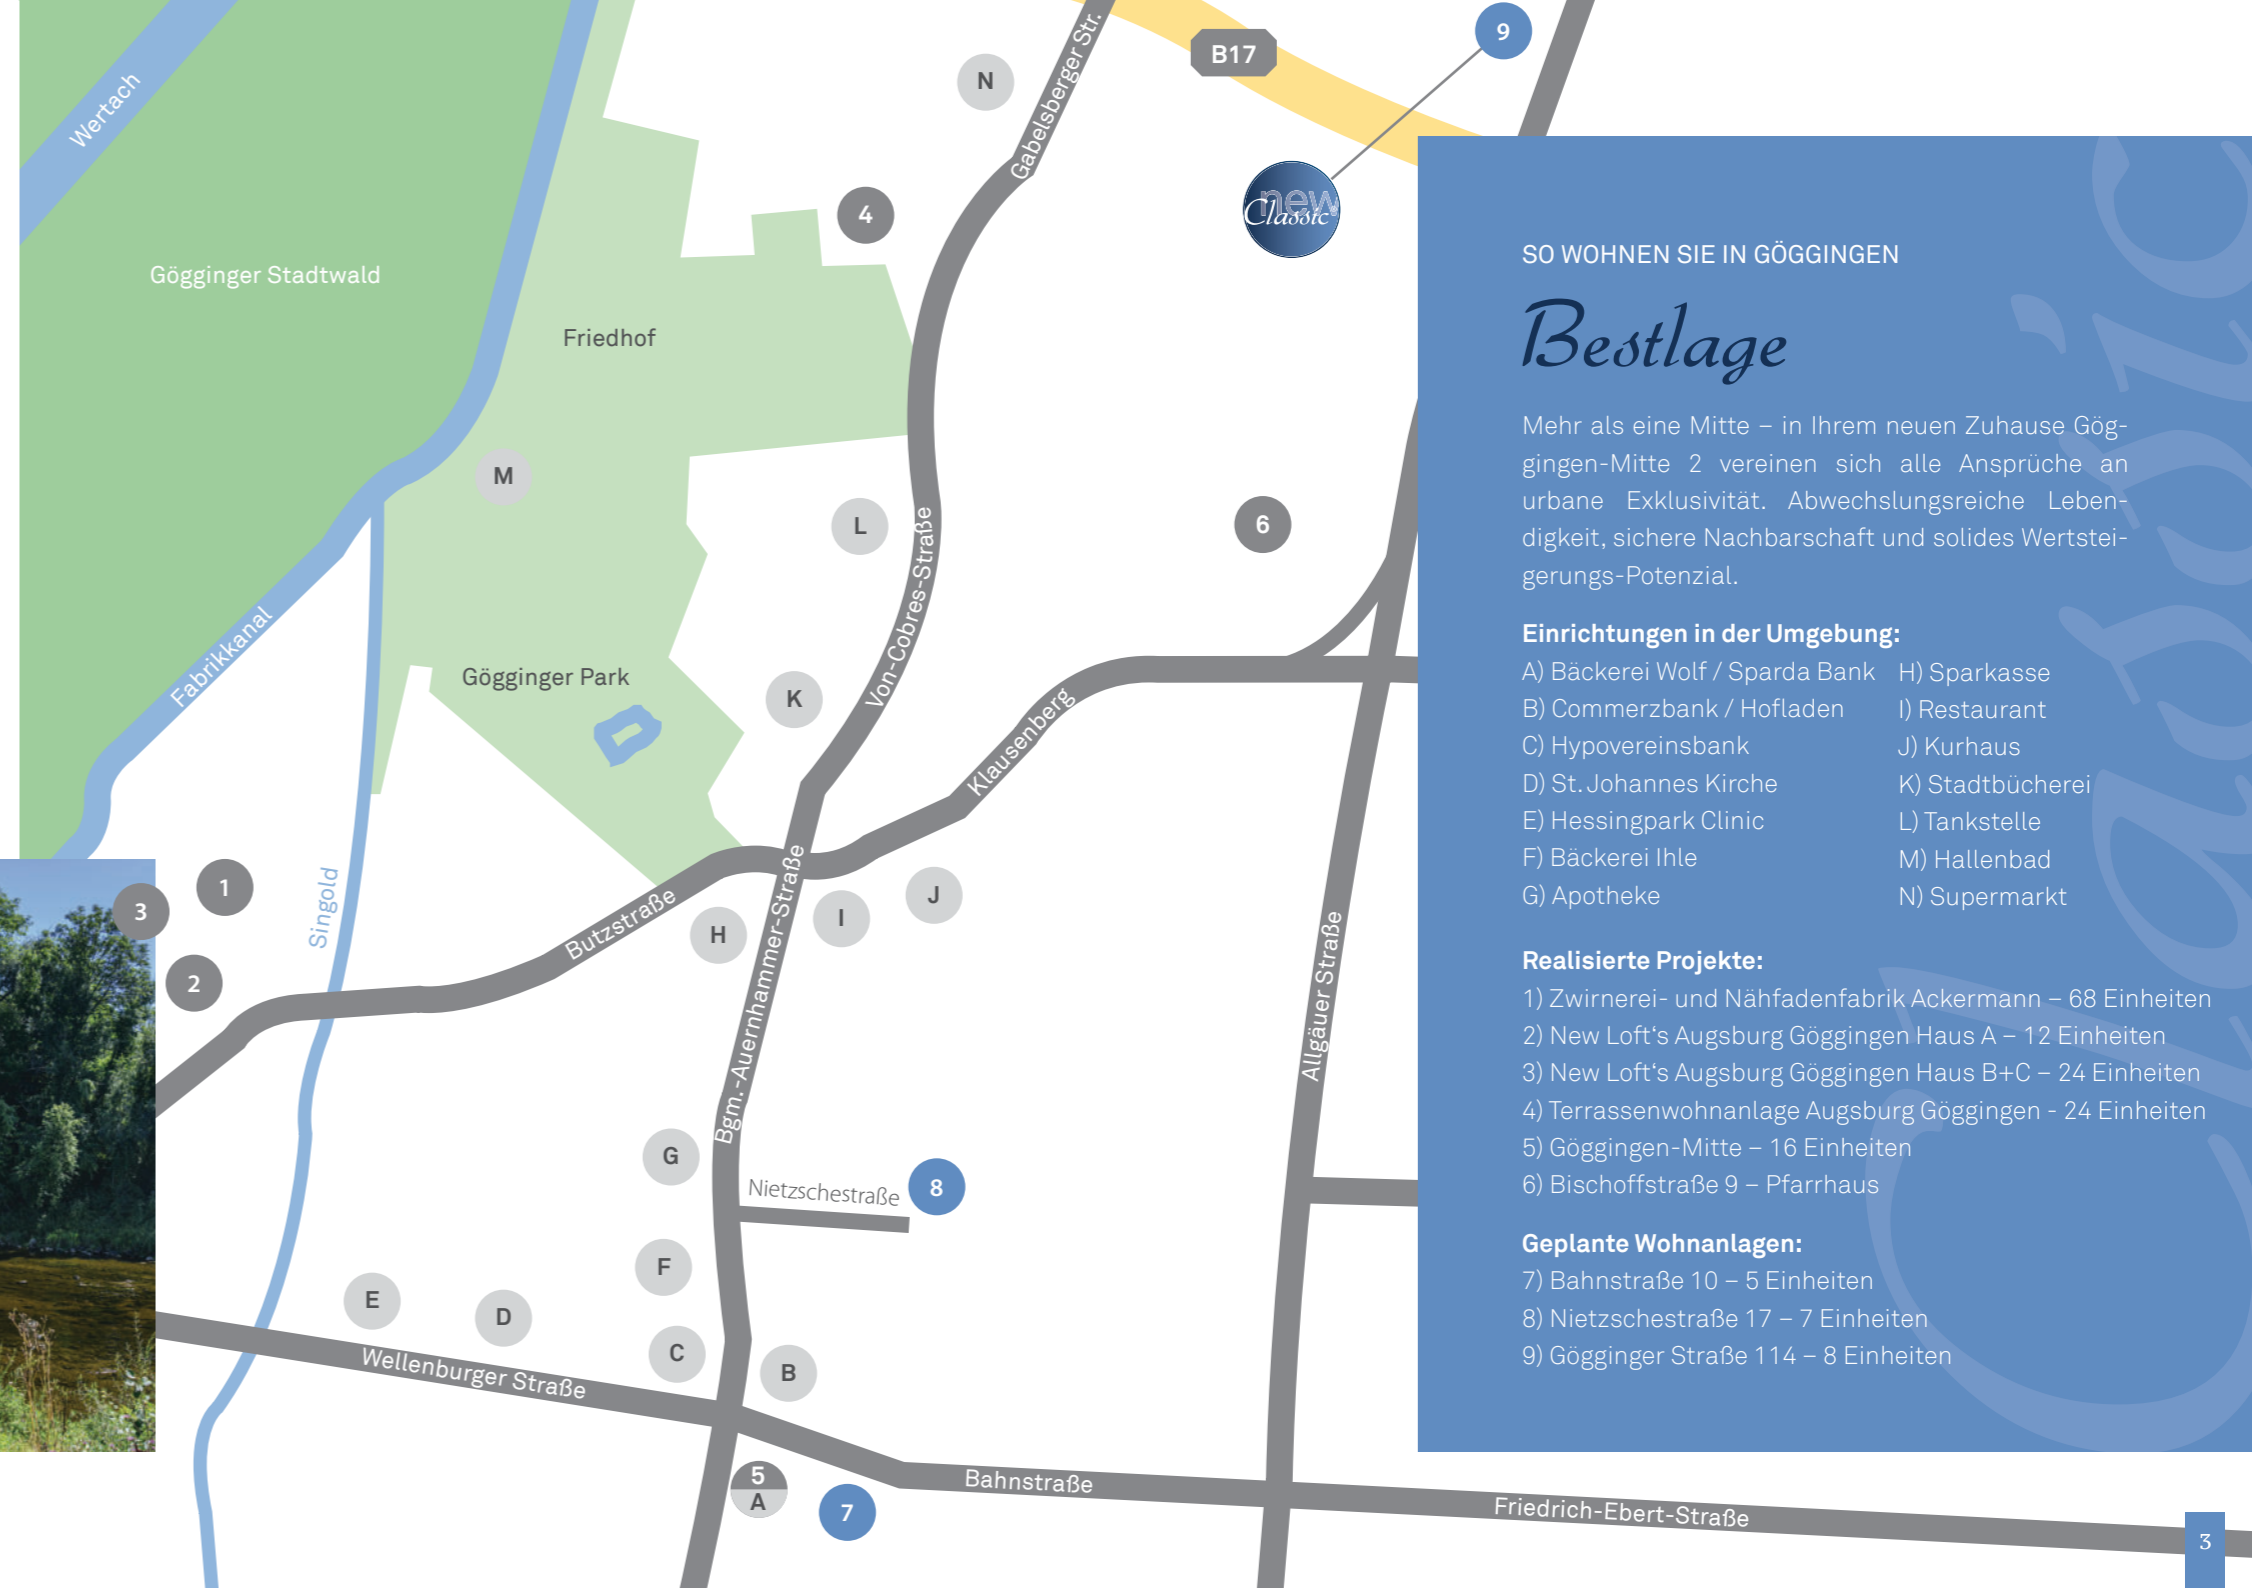 Wertach
Gögginger Stadtwald
Friedhof
Fabrikkanal
Gögginger Park
Singold
Gabelsberger Str.
B17
9
new
Classic
N
4
M
L
6
K
Von-Cobres-Straße
Klausenberg
1
3
2
Butzstraße
H
I
J
Bgm.-Auernhammer-Straße
Allgäuer Straße
G
Nietzschestraße
8
F
E
D
C
B
Wellenburger Straße
5
A
7
Bahnstraße
Friedrich-Ebert-Straße
SO WOHNEN SIE IN GÖGGINGEN
Bestlage
Mehr als eine Mitte – in Ihrem neuen Zuhause Gög-
gingen-Mitte 2 vereinen sich alle Ansprüche an
urbane Exklusivität. Abwechslungsreiche Leben-
digkeit, sichere Nachbarschaft und solides Wertstei-
gerungs-Potenzial.
Einrichtungen in der Umgebung:
A) Bäckerei Wolf / Sparda Bank
B) Commerzbank / Hofladen
C) Hypovereinsbank
D) St. Johannes Kirche
E) Hessingpark Clinic
F) Bäckerei Ihle
G) Apotheke
H) Sparkasse
I) Restaurant
J) Kurhaus
K) Stadtbücherei
L) Tankstelle
M) Hallenbad
N) Supermarkt
Realisierte Projekte:
1) Zwirnerei- und Nähfadenfabrik Ackermann – 68 Einheiten
2) New Loft‘s Augsburg Göggingen Haus A – 12 Einheiten
3) New Loft‘s Augsburg Göggingen Haus B+C – 24 Einheiten
4) Terrassenwohnanlage Augsburg Göggingen - 24 Einheiten
5) Göggingen-Mitte – 16 Einheiten
6) Bischoffstraße 9 – Pfarrhaus
Geplante Wohnanlagen:
7) Bahnstraße 10 – 5 Einheiten
8) Nietzschestraße 17 – 7 Einheiten
9) Gögginger Straße 114 – 8 Einheiten
Classic
3